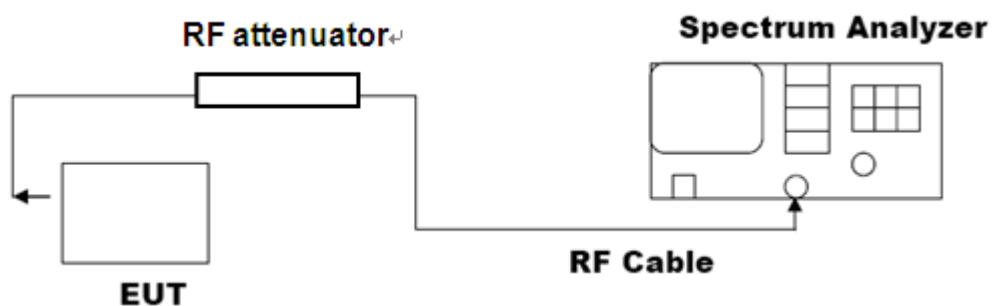 RF attenuator↵
Spectrum Analyzer
RF Cable
EUT